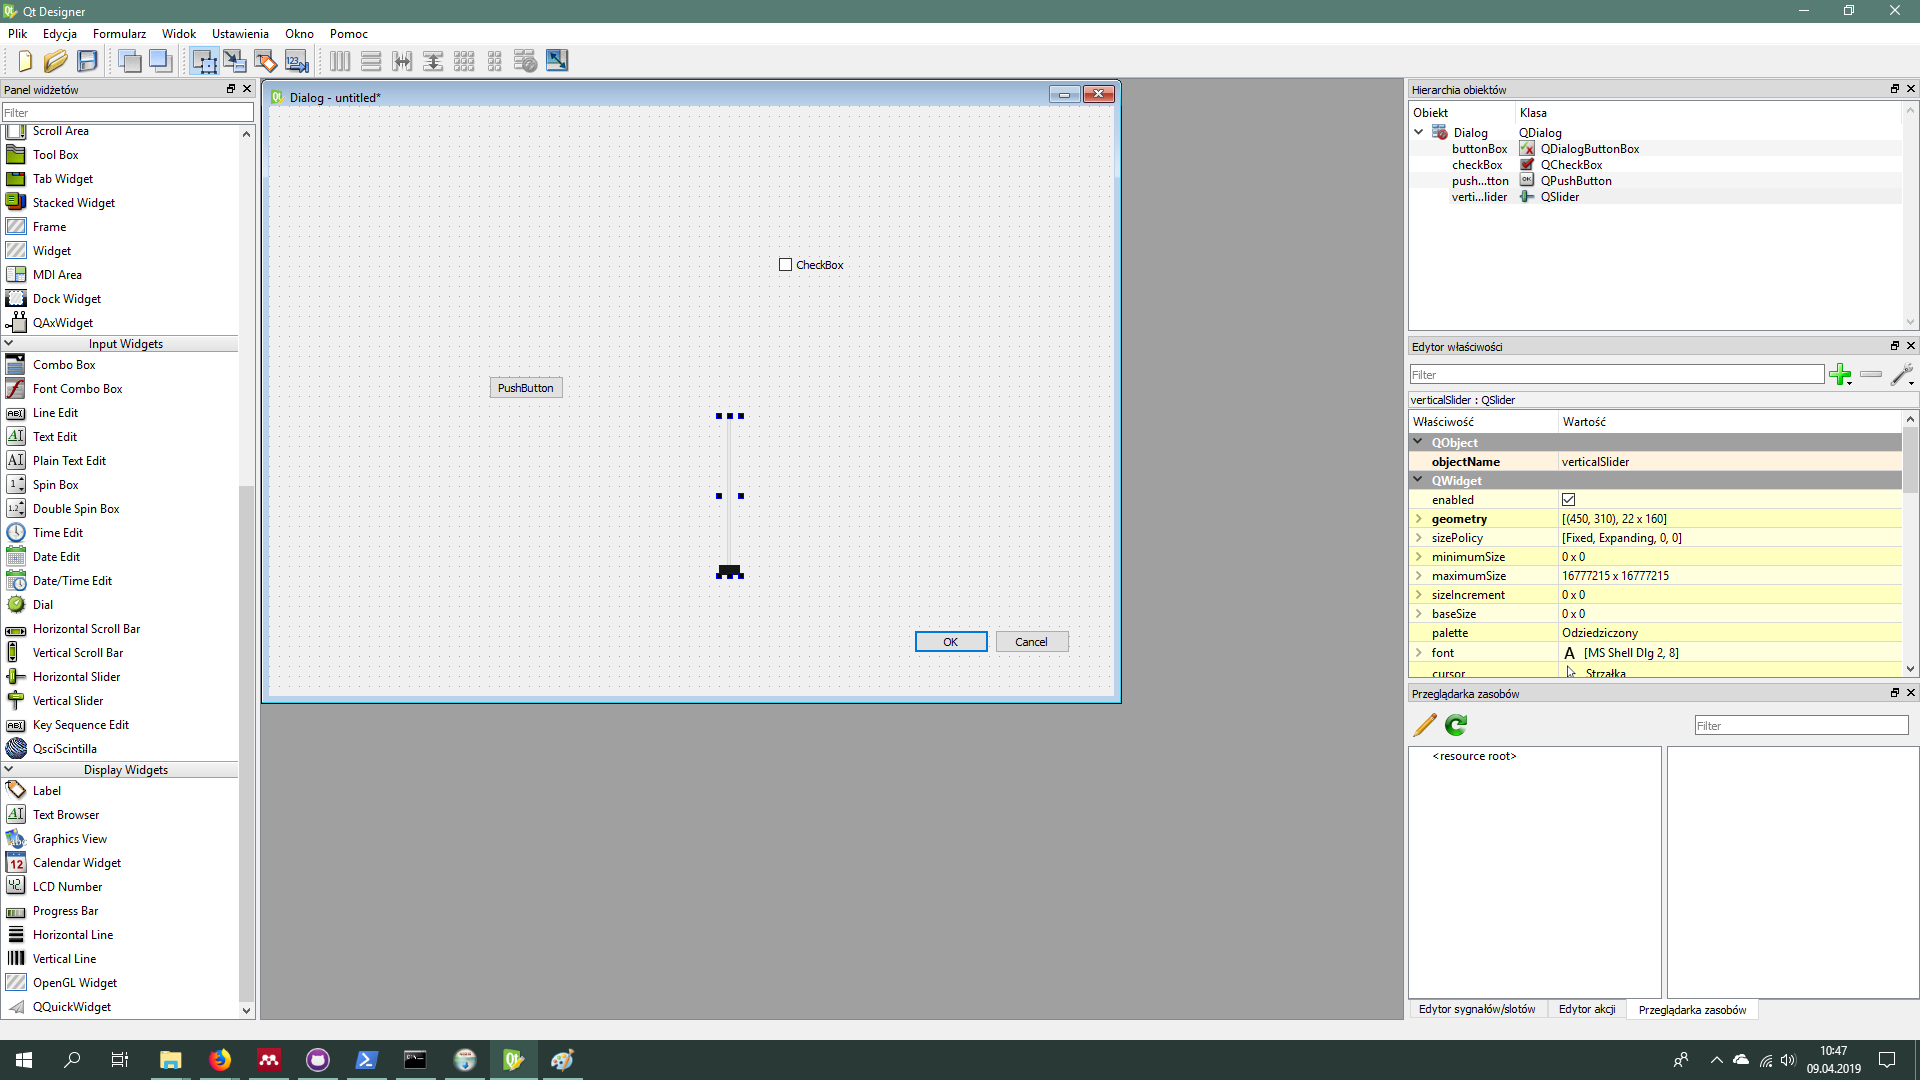 Qt Designer
Plik Edycja Formularz Widok Ustawienia Okno Pomoc
Panel widżetów
Filter
Scroll Area
Tool Box
Tab Widget
Stacked Widget
Frame
Widget
MDI Area
Dock Widget
QAxWidget
Input Widgets
Combo Box
Font Combo Box
Line Edit
Text Edit
Plain Text Edit
Spin Box
Double Spin Box
Time Edit
Date Edit
Date/Time Edit
Dial
Horizontal Scroll Bar
Vertical Scroll Bar
Horizontal Slider
Vertical Slider
Key Sequence Edit
QsciScintilla
Display Widgets
Label
Text Browser
Graphics View
Calendar Widget
LCD Number
Progress Bar
Horizontal Line
Vertical Line
OpenGL Widget
QQuickWidget
Dialog - untitled*
CheckBox
PushButton
OK Cancel
Hierarchia obiektów
Obiekt Klasa
Dialog QDialog
buttonBox QDialogButtonBox
checkBox QCheckBox
push...tton QPushButton
verti...lider QSlider
Edytor właściwości
Filter
verticalSlider : QSlider
Właściwość Wartość
QObject
objectName verticalSlider
QWidget
enabled
geometry [(450, 310), 22 x 160]
sizePolicy [Fixed, Expanding, 0, 0]
minimumSize 0 x 0
maximumSize 16777215 x 16777215
sizeIncrement 0 x 0
baseSize 0 x 0
palette Odziedziczony
font A [MS Shell Dlg 2, 8]
cursor Strzałka
Przeglądarka zasobów
Filter
<resource root>
Edytor sygnałów/slotów Edytor akcji Przeglądarka zasobów
10:47
09.04.2019